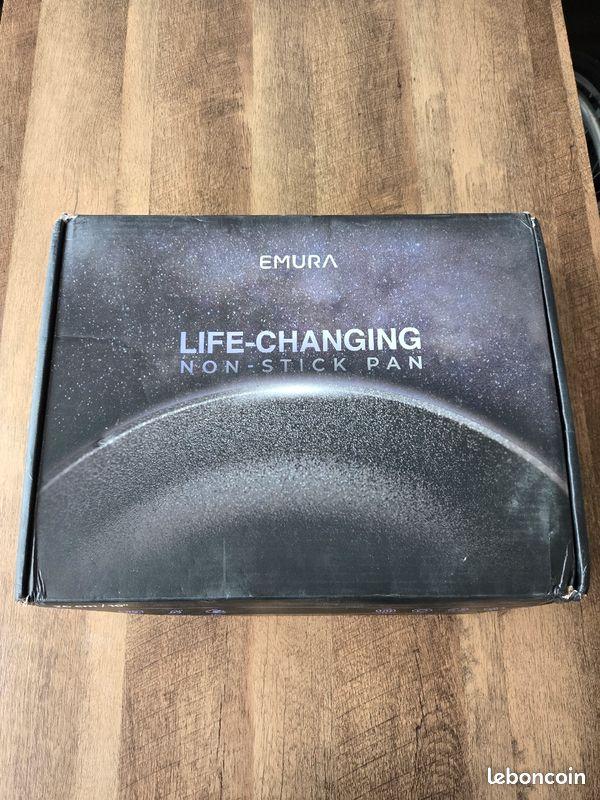 EMURA
LIFE-CHANGING
NON-STICK PAN
leboncoin